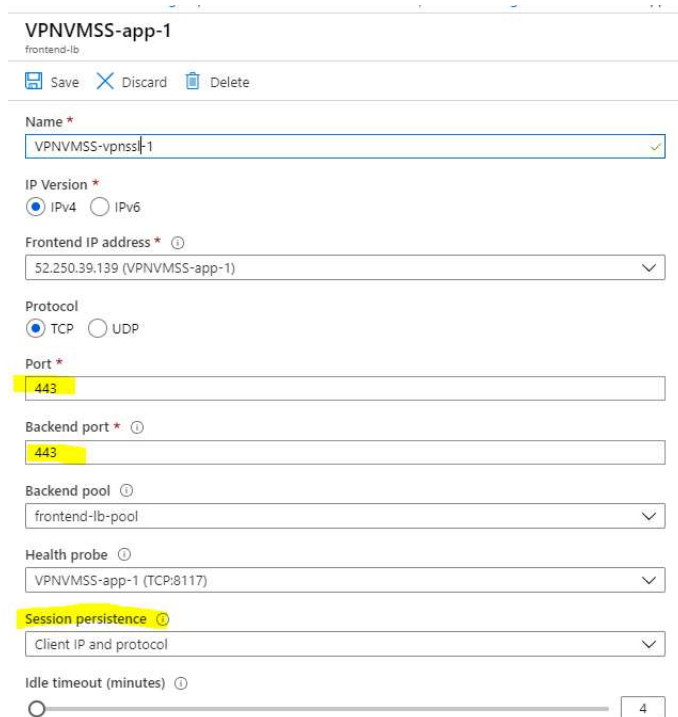 VPNVMSS-app-1
frontend-lb
Save Discard Delete
Name *
VPNVMSS-vpnssl-1
IP Version *
IPv4 IPv6
Frontend IP address *
52.250.39.139 (VPNVMSS-app-1)
Protocol
TCP UDP
Port *
443
Backend port *
443
Backend pool
frontend-lb-pool
Health probe
VPNVMSS-app-1 (TCP:8117)
Session persistence
Client IP and protocol
Idle timeout (minutes)
4